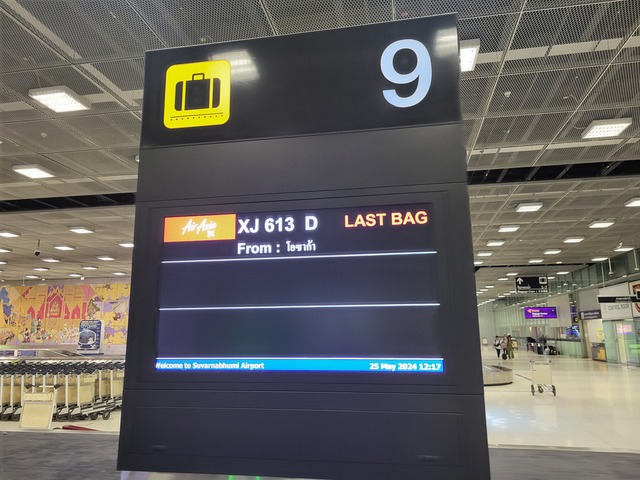 9
AirAsia X XJ 613 D LAST BAG
From : โอซาก้า
Welcome to Suvarnabhumi Airport 25 May 2024 12:17